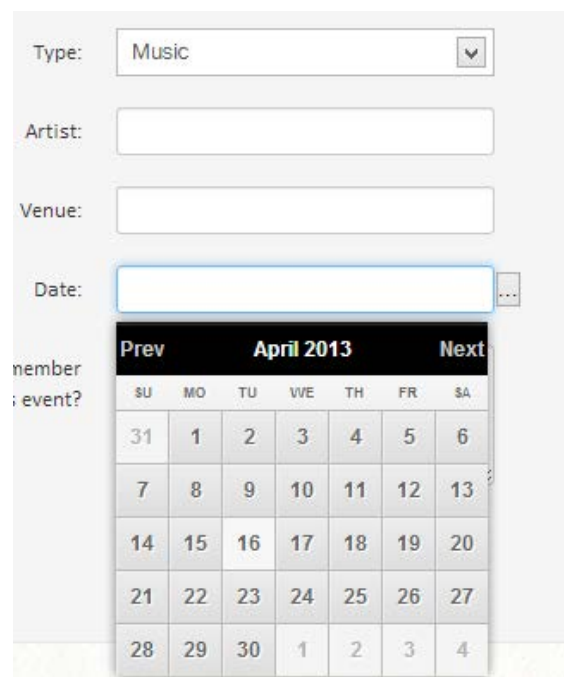 Type: Music
Artist:
Venue:
Date: ...
Prev April 2013 Next
member
s event?
SU MO TU WE TH FR SA
31 1 2 3 4 5 6
7 8 9 10 11 12 13
14 15 16 17 18 19 20
21 22 23 24 25 26 27
28 29 30 1 2 3 4